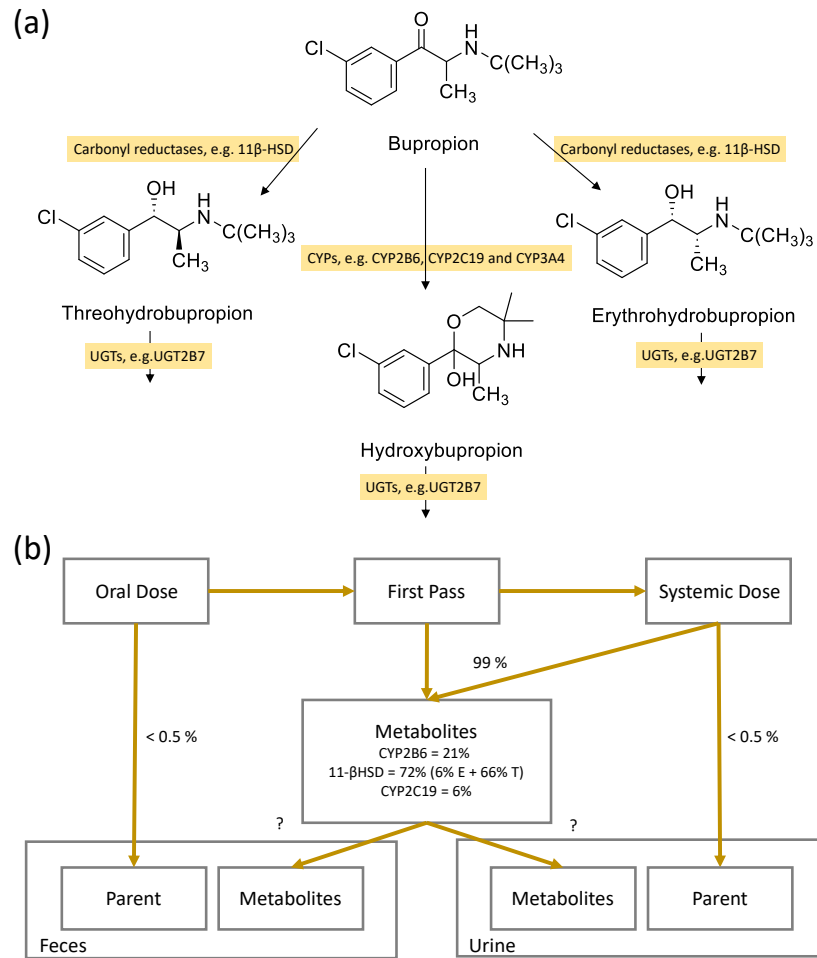 (a)
O
H
N
Cl
C(CH3)3
CH3
Bupropion
Carbonyl reductases, e.g. 11β-HSD
Carbonyl reductases, e.g. 11β-HSD
OH
H
N
Cl
C(CH3)3
CH3
Threohydrobupropion
UGTs, e.g.UGT2B7
CYPs, e.g. CYP2B6, CYP2C19 and CYP3A4
OH
H
N
Cl
C(CH3)3
CH3
Erythrohydrobupropion
UGTs, e.g.UGT2B7
O
Cl
NH
OH
CH3
Hydroxybupropion
UGTs, e.g.UGT2B7
(b)
Oral Dose
First Pass
Systemic Dose
99 %
< 0.5 %
Metabolites
CYP2B6 = 21%
11-βHSD = 72% (6% E + 66% T)
CYP2C19 = 6%
< 0.5 %
?
?
Parent
Metabolites
Metabolites
Parent
Feces
Urine